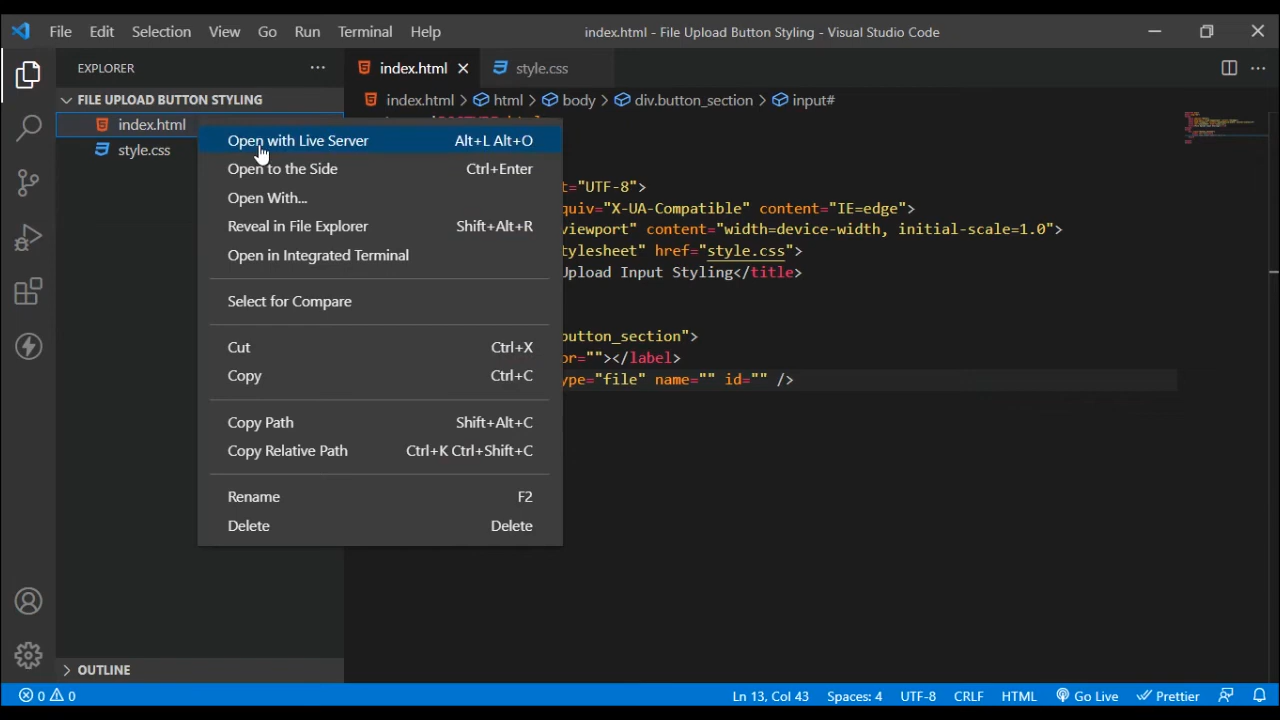 File Edit Selection View Go Run Terminal Help index.html - File Upload Button Styling - Visual Studio Code
EXPLORER
index.html
style.css
FILE UPLOAD BUTTON STYLING
index.html > html > body > div.button_section > input#
index.html
style.css
Open with Live Server Alt+L Alt+O
Open to the Side Ctrl+Enter
Open With...
Reveal in File Explorer Shift+Alt+R
Open in Integrated Terminal
Select for Compare
Cut Ctrl+X
Copy Ctrl+C
Copy Path Shift+Alt+C
Copy Relative Path Ctrl+K Ctrl+Shift+C
Rename F2
Delete Delete
t="UTF-8">
quiv="X-UA-Compatible" content="IE=edge">
viewport" content="width=device-width, initial-scale=1.0">
tylesheet" href="style.css">
Upload Input Styling</title>
button_section">
or=""></label>
ype="file" name="" id="" />
OUTLINE
0 0 Ln 13, Col 43 Spaces: 4 UTF-8 CRLF HTML Go Live Prettier